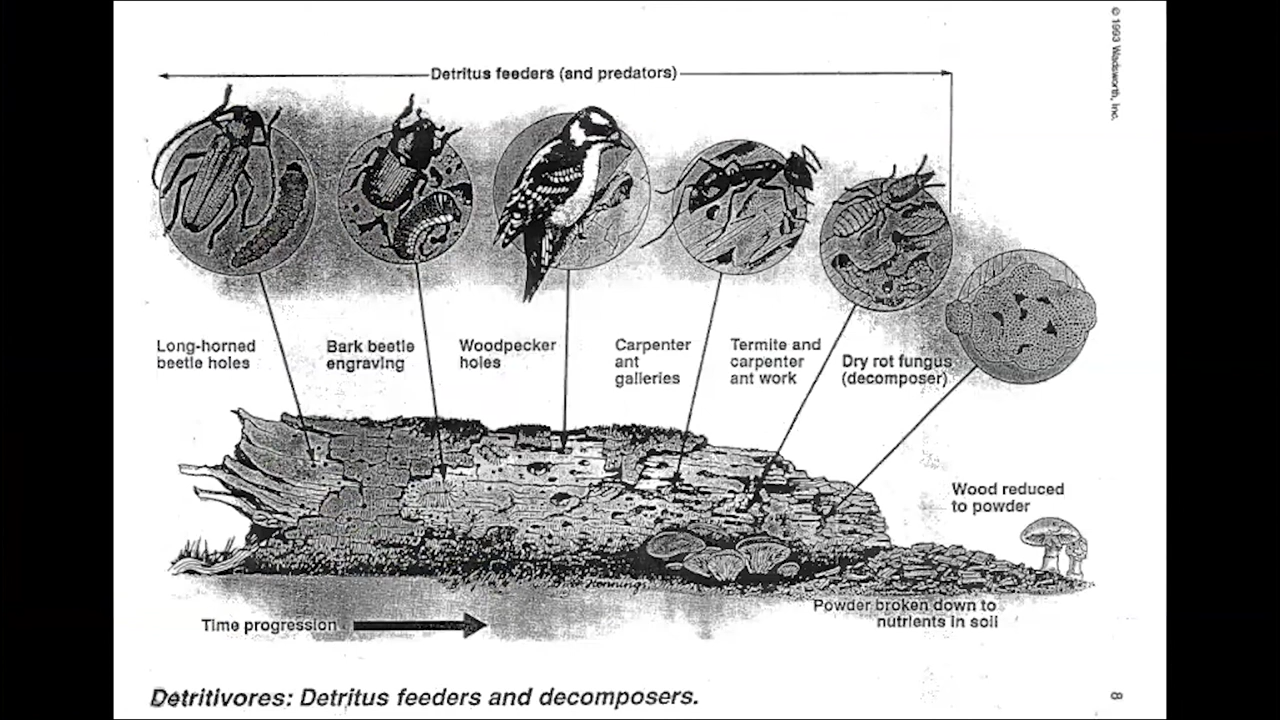 © 1993 Wadsworth, Inc.
Detritus feeders (and predators)
Long-horned
beetle holes
Bark beetle
engraving
Woodpecker
holes
Carpenter
ant
galleries
Termite and
carpenter
ant work
Dry rot fungus
(decomposer)
Wood reduced
to powder
Powder broken down to
nutrients in soil
Time progression
Detritivores: Detritus feeders and decomposers.
8